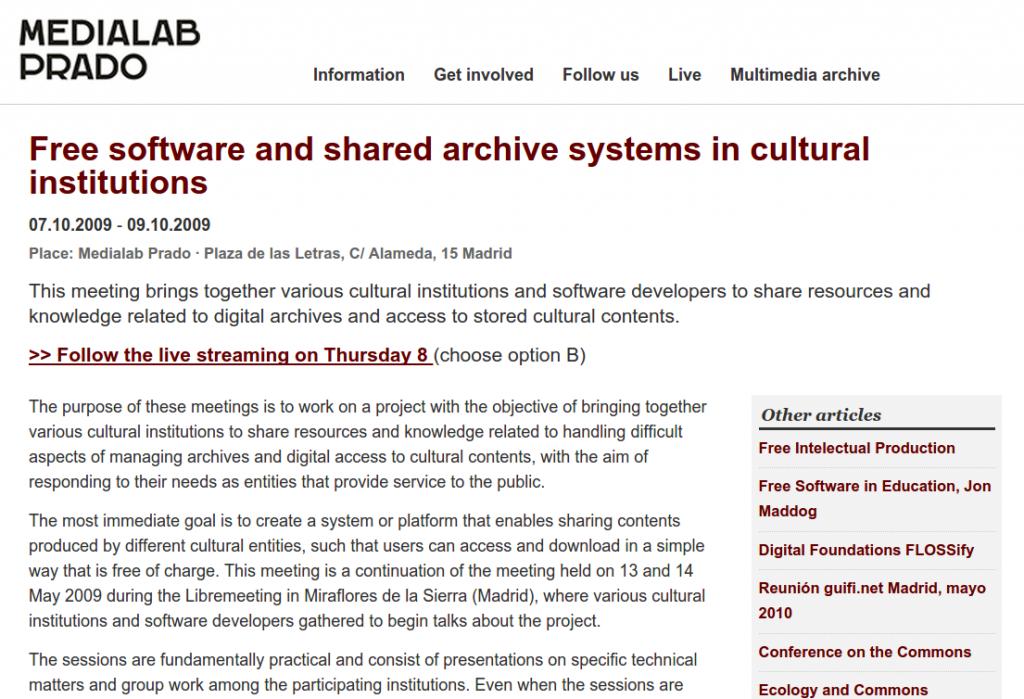 MEDIALAB
PRADO
Information Get involved Follow us Live Multimedia archive
Free software and shared archive systems in cultural
institutions
07.10.2009 - 09.10.2009
Place: Medialab Prado · Plaza de las Letras, C/ Alameda, 15 Madrid
This meeting brings together various cultural institutions and software developers to share resources and
knowledge related to digital archives and access to stored cultural contents.
>> Follow the live streaming on Thursday 8 (choose option B)
The purpose of these meetings is to work on a project with the objective of bringing together
various cultural institutions to share resources and knowledge related to handling difficult
aspects of managing archives and digital access to cultural contents, with the aim of
responding to their needs as entities that provide service to the public.
The most immediate goal is to create a system or platform that enables sharing contents
produced by different cultural entities, such that users can access and download in a simple
way that is free of charge. This meeting is a continuation of the meeting held on 13 and 14
May 2009 during the Libremeeting in Miraflores de la Sierra (Madrid), where various cultural
institutions and software developers gathered to begin talks about the project.
The sessions are fundamentally practical and consist of presentations on specific technical
matters and group work among the participating institutions. Even when the sessions are
Other articles
Free Intelectual Production
Free Software in Education, Jon
Maddog
Digital Foundations FLOSSify
Reunión guifi.net Madrid, mayo
2010
Conference on the Commons
Ecology and Commons